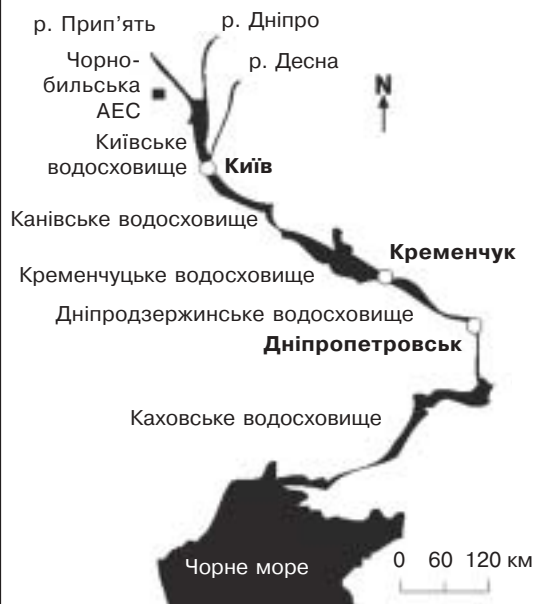 р. Прип’ять
р. Дніпро
р. Десна
Чорно-
бильська
АЕС
N
Київське
водосховище
Київ
Канівське водосховище
Кременчук
Кременчуцьке водосховище
Дніпродзержинське водосховище
Дніпропетровськ
Каховське водосховище
Чорне море
0 60 120 км